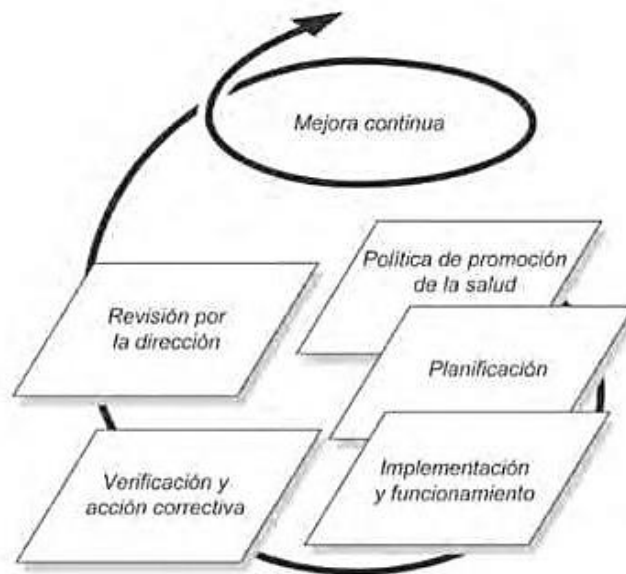 Mejora continua
Política de promoción
de la salud
Revisión por
la dirección
Planificación
Verificación y
acción correctiva
Implementación
y funcionamiento